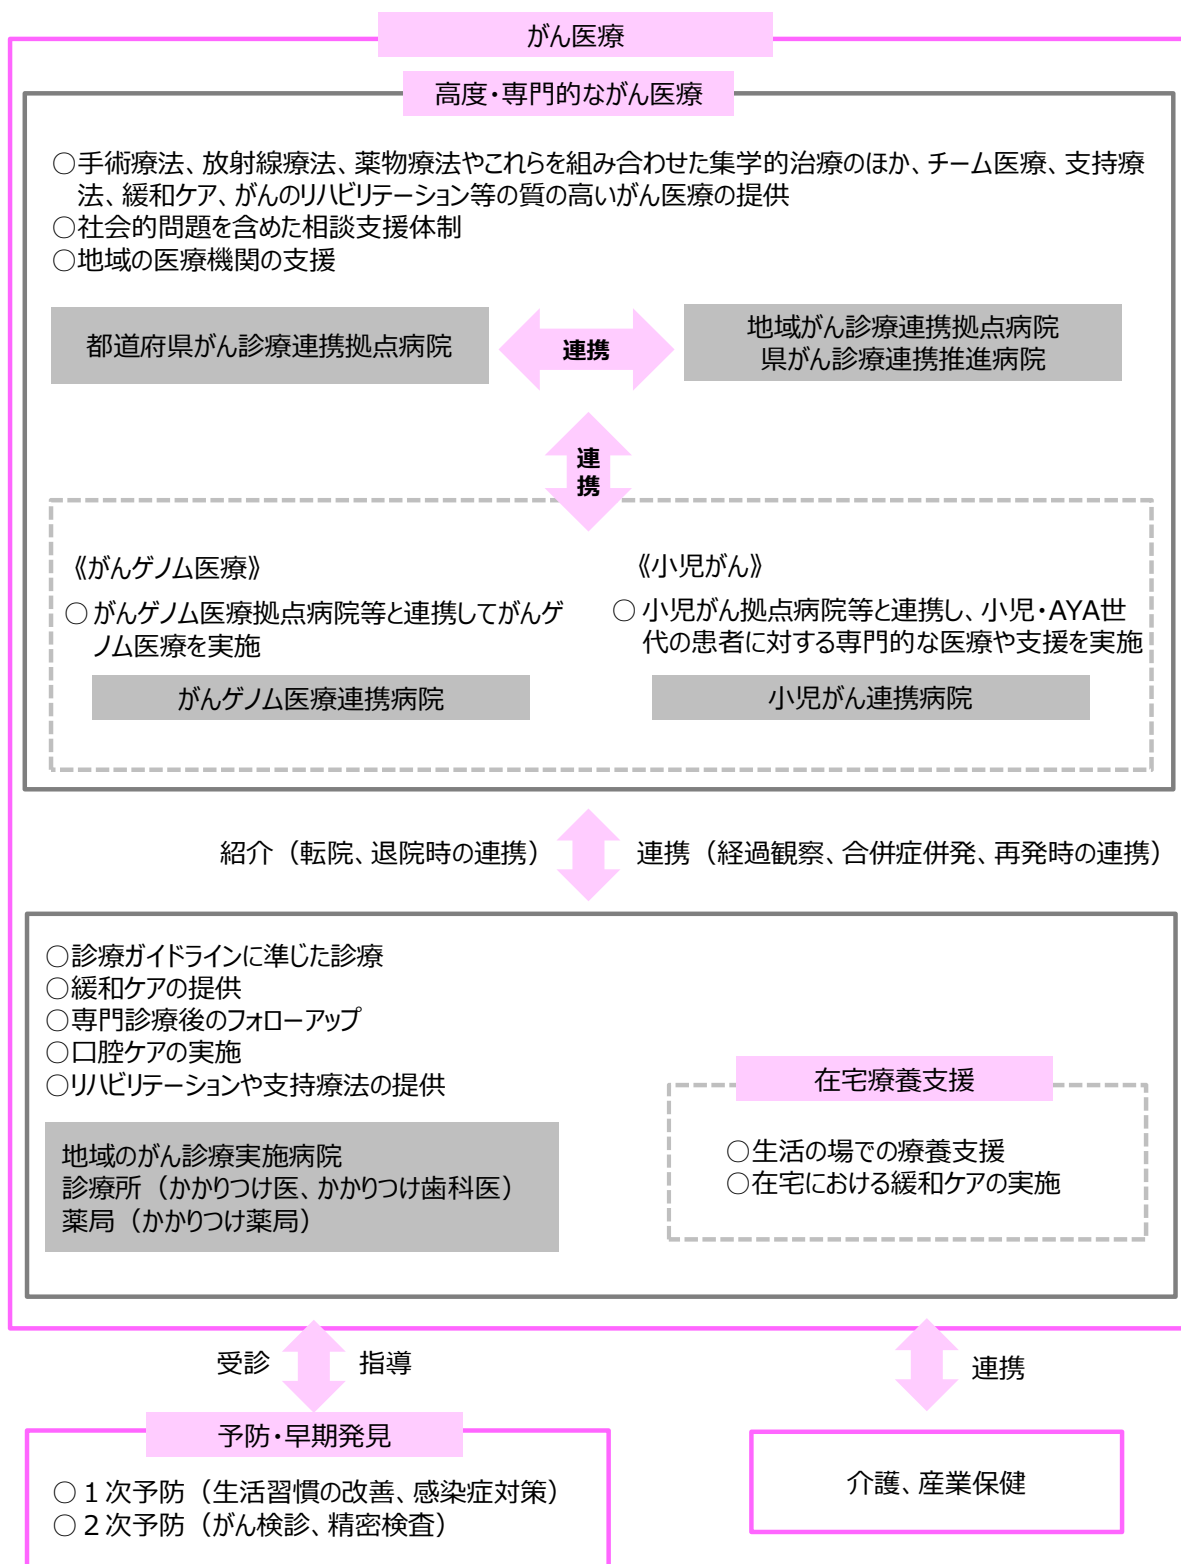 がん医療
高度・専門的ながん医療
○手術療法、放射線療法、薬物療法やこれらを組み合わせた集学的治療のほか、チーム医療、支持療
法、緩和ケア、がんのリハビリテーション等の質の高いがん医療の提供
○社会的問題を含めた相談支援体制
○地域の医療機関の支援
都道府県がん診療連携拠点病院
連携
地域がん診療連携拠点病院
県がん診療連携推進病院
連
携
《がんゲノム医療》
○ がんゲノム医療拠点病院等と連携してがんゲ
ノム医療を実施
がんゲノム医療連携病院
《小児がん》
○ 小児がん拠点病院等と連携し、小児・AYA世
代の患者に対する専門的な医療や支援を実施
小児がん連携病院
紹介（転院、退院時の連携）
連携（経過観察、合併症併発、再発時の連携）
○診療ガイドラインに準じた診療
○緩和ケアの提供
○専門診療後のフォローアップ
○口腔ケアの実施
○リハビリテーションや支持療法の提供
地域のがん診療実施病院
診療所（かかりつけ医、かかりつけ歯科医）
薬局（かかりつけ薬局）
在宅療養支援
○生活の場での療養支援
○在宅における緩和ケアの実施
受診
指導
連携
予防・早期発見
○１次予防（生活習慣の改善、感染症対策）
○２次予防（がん検診、精密検査）
介護、産業保健